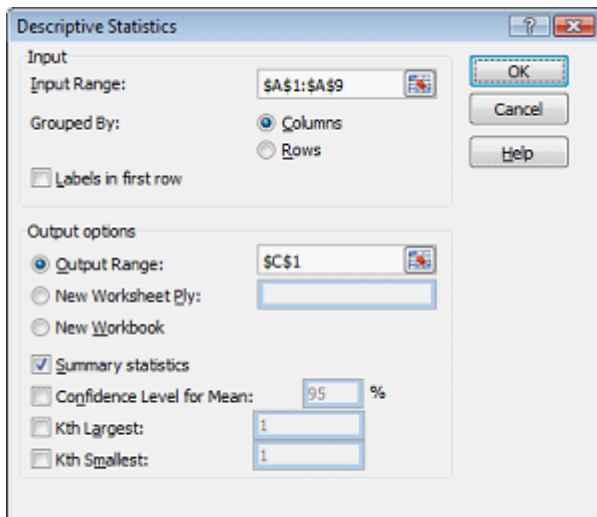 Descriptive Statistics
Input
Input Range: $A$1:$A$9
Grouped By: Columns
Rows
Labels in first row
OK
Cancel
Help
Output options
Output Range: $C$1
New Worksheet Ply:
New Workbook
Summary statistics
Confidence Level for Mean: 95 %
Kth Largest: 1
Kth Smallest: 1